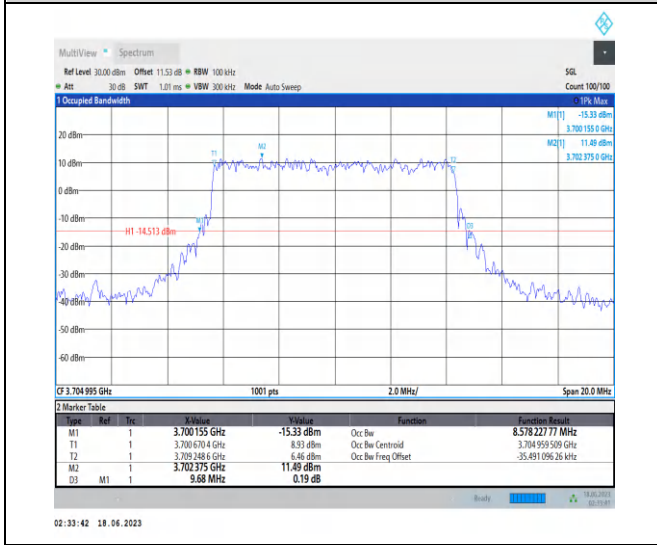 MultiView Spectrum
Ref Level 30.00 dBm Offset 11.53 dB RBW 100 kHz SGL
Att 30 dB SWT 1.01 ms VBW 300 kHz Mode Auto Sweep Count 100/100
1 Occupied Bandwidth 1Pk Max
M1[1] -15.33 dBm
3.700 155 0 GHz
M2[1] 11.49 dBm
3.702 375 0 GHz
20 dBm
T1 M2 T2
10 dBm
0 dBm
-10 dBm
M1 D3
H1 -14.513 dBm
-20 dBm
-30 dBm
-40 dBm
-50 dBm
-60 dBm
CF 3.704 995 GHz 1001 pts 2.0 MHz/ Span 20.0 MHz
2 Marker Table
Type Ref Trc X-Value Y-Value Function Function Result
M1 1 3.700155 GHz -15.33 dBm Occ Bw 8.578 227 77 MHz
T1 1 3.700 670 4 GHz 8.93 dBm Occ Bw Centroid 3.704 959 509 GHz
T2 1 3.709 248 6 GHz 6.46 dBm Occ Bw Freq Offset -35.491 096 26 kHz
M2 1 3.702375 GHz 11.49 dBm
D3 M1 1 9.68 MHz 0.19 dB
Ready 18.06.2023
02:33:42 18.06.2023